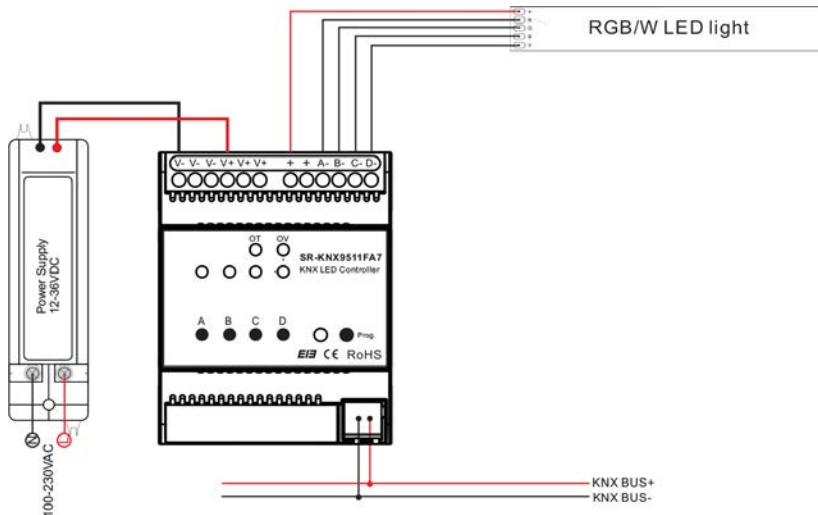 RGB/W LED light
+
R
G
B
V- V- V- V+ V+ V+ + + A- B- C- D-
Power Supply
12-36VDC
OT OV
SR-KNX9511FA7
KNX LED Controller
A B C D
Prog.
EIB CE RoHS
N L
100-230VAC
KNX BUS+
KNX BUS-